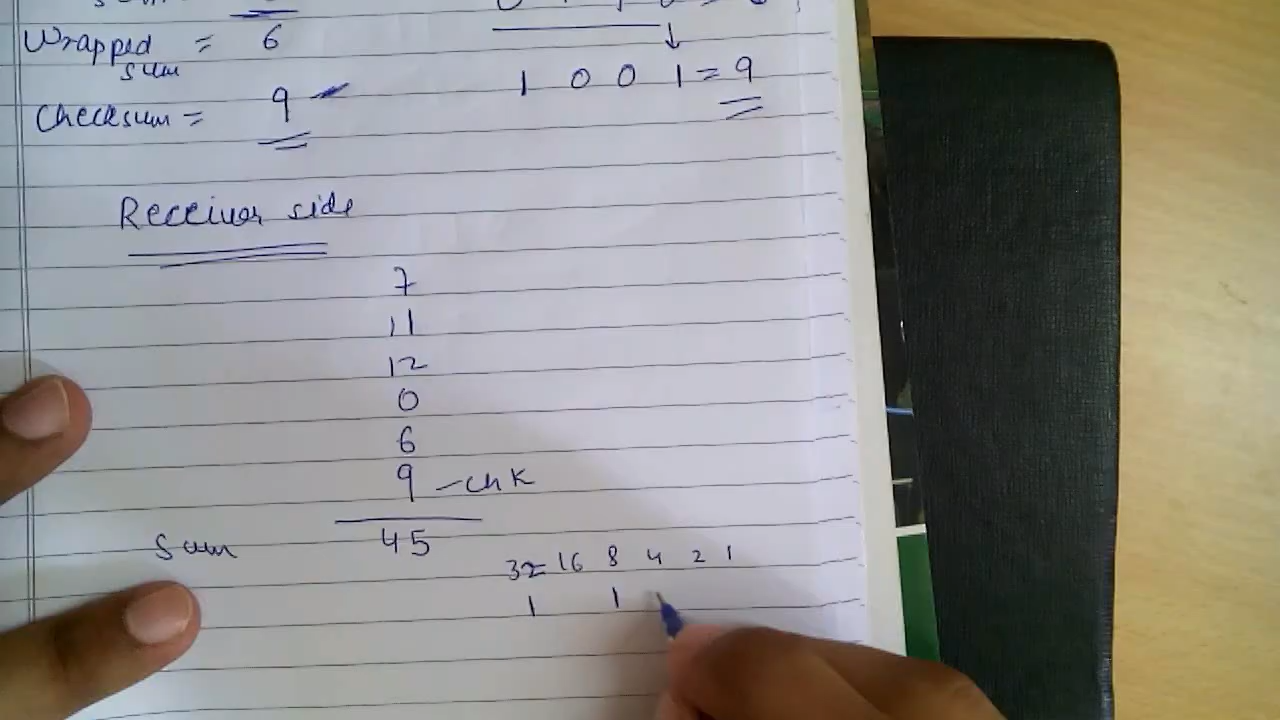 Wrapped = 6
sum
1 0 0 1 = 9
Checksum = 9
Receiver side
7
11
12
0
6
9 - chk
Sum 45
32 16 8 4 2 1
1 1